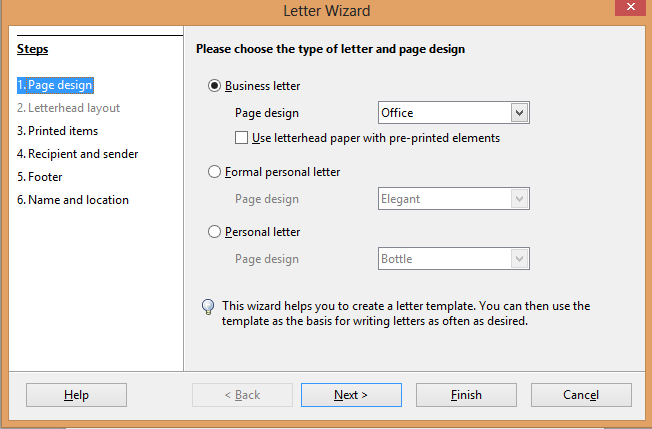 Letter Wizard
Steps
1. Page design
2. Letterhead layout
3. Printed items
4. Recipient and sender
5. Footer
6. Name and location
Please choose the type of letter and page design
Business letter
Page design Office
Use letterhead paper with pre-printed elements
Formal personal letter
Page design Elegant
Personal letter
Page design Bottle
This wizard helps you to create a letter template. You can then use the
template as the basis for writing letters as often as desired.
Help < Back Next > Finish Cancel